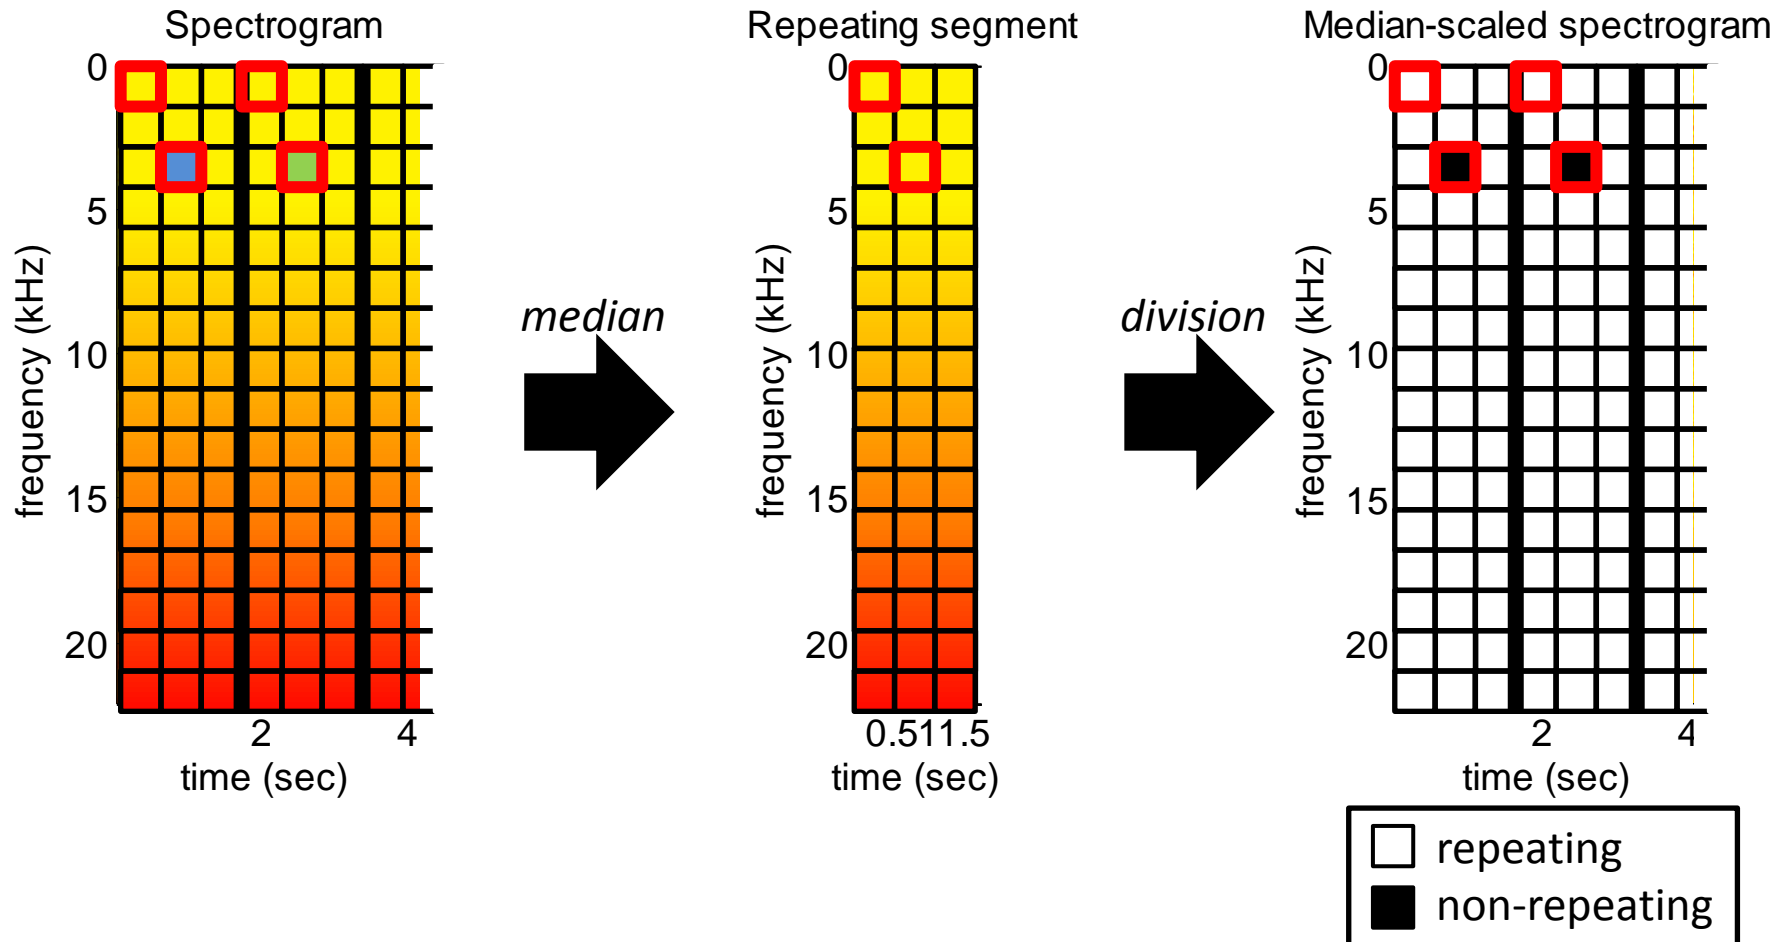 Spectrogram
0
5
10
15
20
frequency (kHz)
2
4
time (sec)
median
Repeating segment
0
5
10
15
20
frequency (kHz)
0.511.5
time (sec)
division
Median-scaled spectrogram
0
5
10
15
20
frequency (kHz)
2
4
time (sec)
repeating
non-repeating